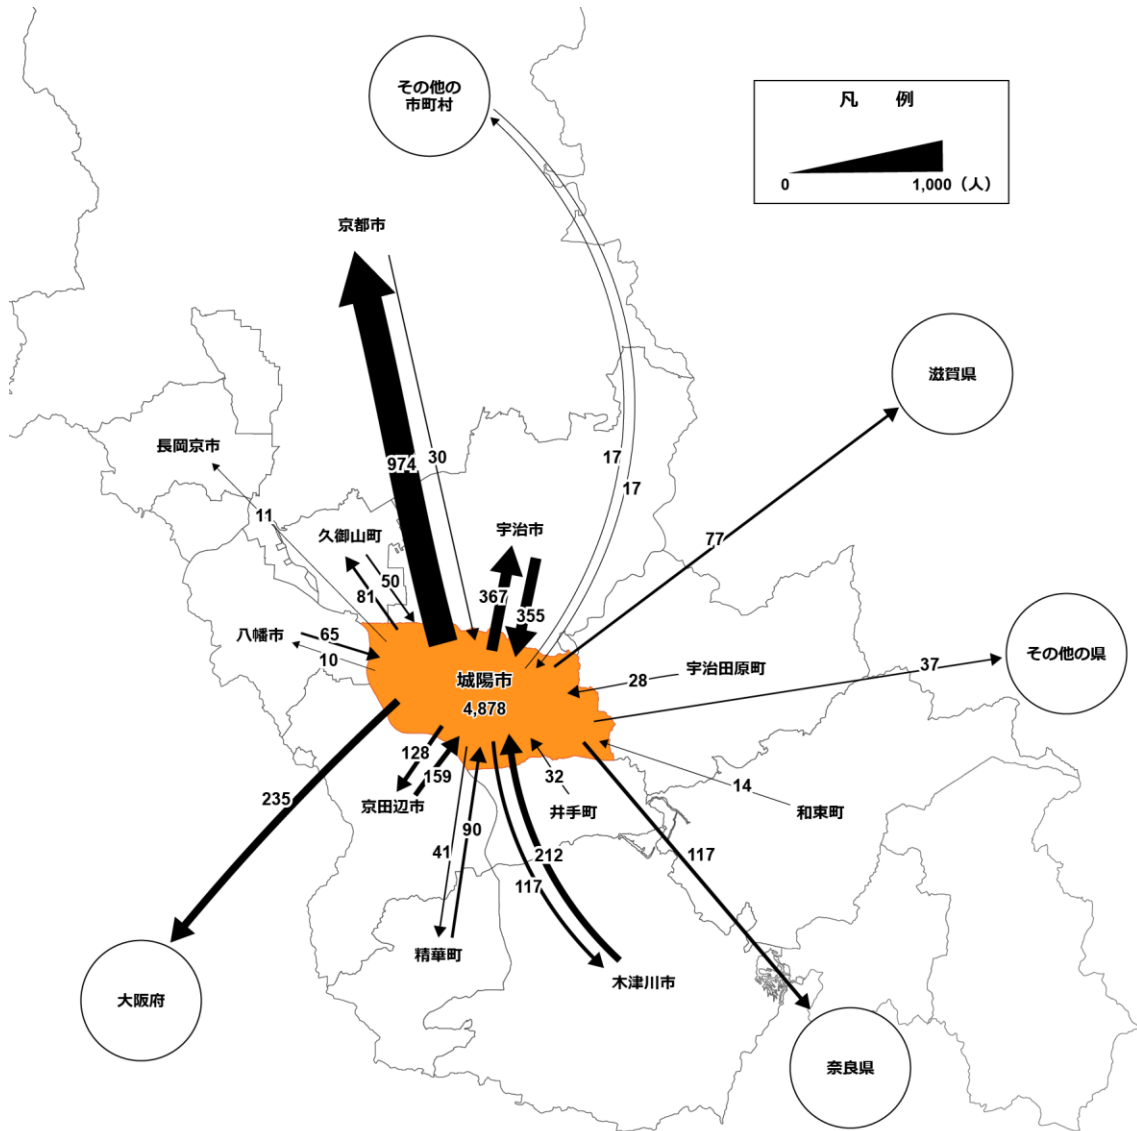 その他の
市町村
凡 例
0
1,000（人）
京都市
滋賀県
長岡京市
974
30
17
17
11
久御山町
宇治市
77
50
81
367
355
八幡市
65
10
城陽市
4,878
28
宇治田原町
37
その他の県
128
159
32
14
235
京田辺市
井手町
和束町
90
41
212
117
117
精華町
木津川市
大阪府
奈良県